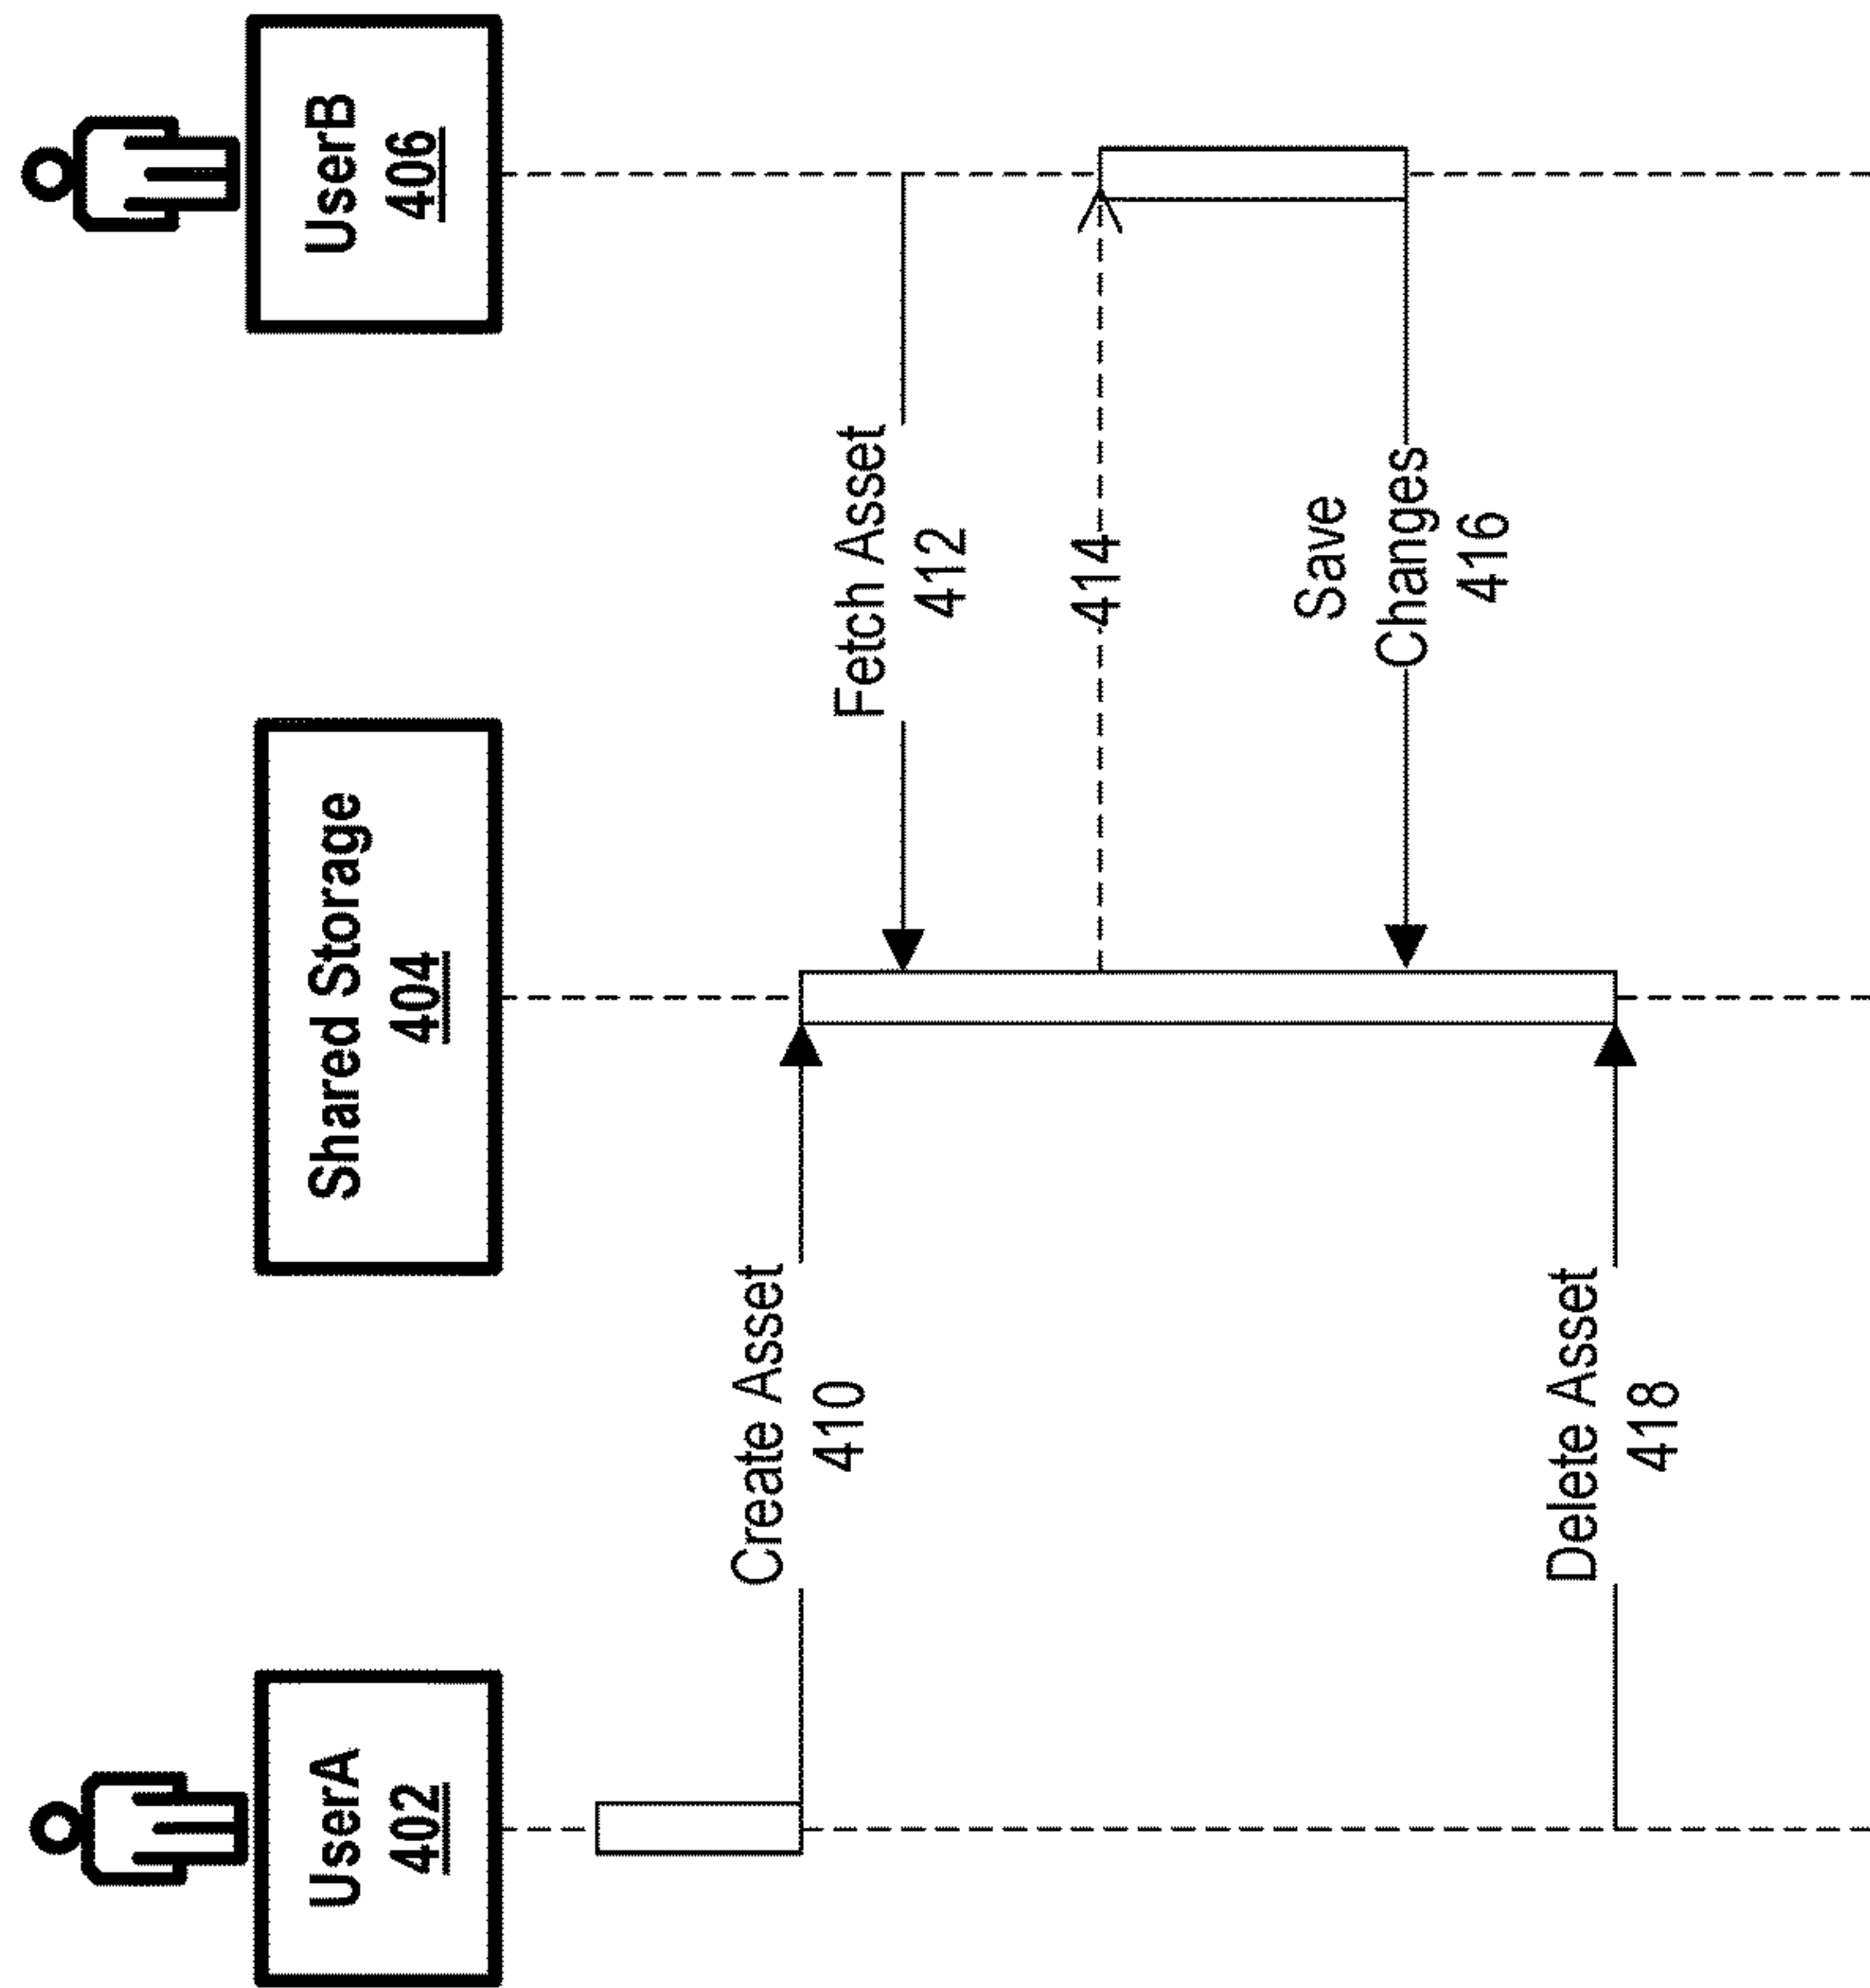 UserA
402
Shared Storage
404
UserB
406
Create Asset
410
Fetch Asset
412
414
Save
Changes
416
Delete Asset
418